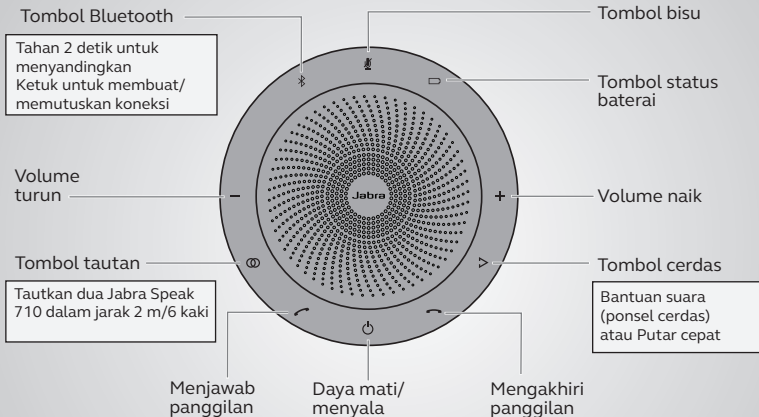 Tombol Bluetooth
Tahan 2 detik untuk
menyandingkan
Ketuk untuk membuat/
memutuskan koneksi
Tombol bisu
Tombol status
baterai
Volume
turun
Jabra
Volume naik
Tombol tautan
Tautkan dua Jabra Speak
710 dalam jarak 2 m/6 kaki
Tombol cerdas
Bantuan suara
(ponsel cerdas)
atau Putar cepat
Menjawab
panggilan
Daya mati/
menyala
Mengakhiri
panggilan